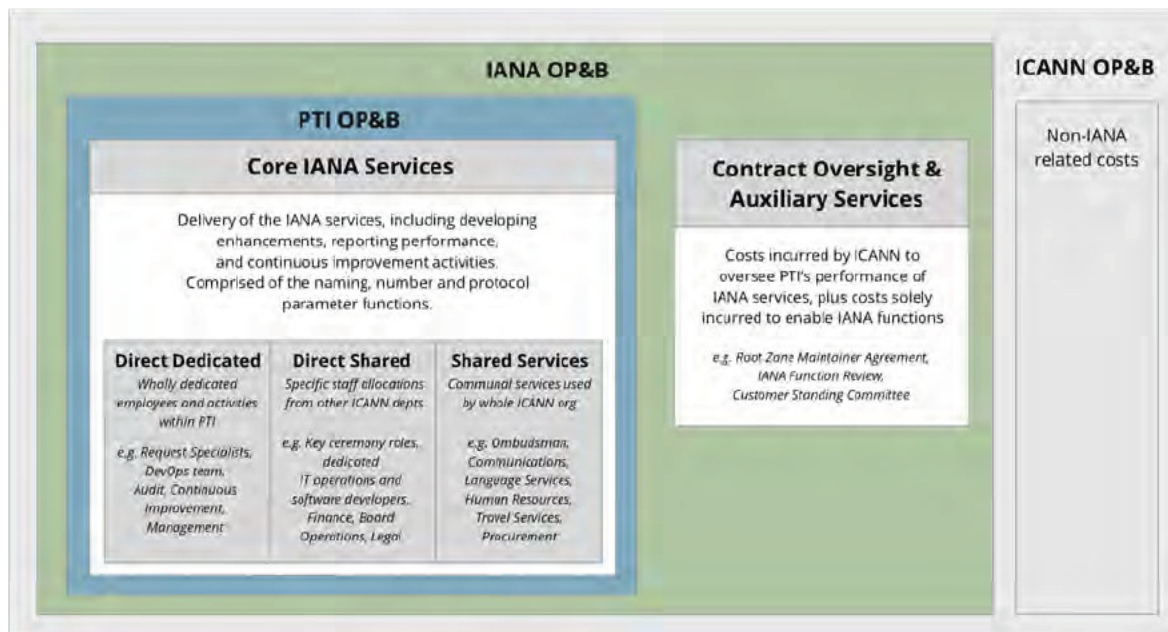 IANA OP&B
ICANN OP&B
PTI OP&B
Core IANA Services
Delivery of the IANA services, including developing
enhancements, reporting performance,
and continuous improvement activities.
Comprised of the naming, number and protocol
parameter functions.
Direct Dedicated
Wholly dedicated
employees and activities
within PTI
e.g. Request Specialists,
DevOps team,
Audit, Continuous
Improvement,
Management
Direct Shared
Specific staff allocations
from other ICANN depts
e.g. Key ceremony roles,
dedicated
IT operations and
software developers,
Finance, Board
Operations, Legal
Shared Services
Communal services used
by whole ICANN org
e.g. Ombudsman,
Communications,
Language Services,
Human Resources,
Travel Services,
Procurement
Contract Oversight &
Auxiliary Services
Costs incurred by ICANN to
oversee PTI's performance of
IANA services, plus costs solely
incurred to enable IANA functions
e.g. Root Zone Maintainer Agreement,
IANA Function Review,
Customer Standing Committee
Non-IANA
related costs